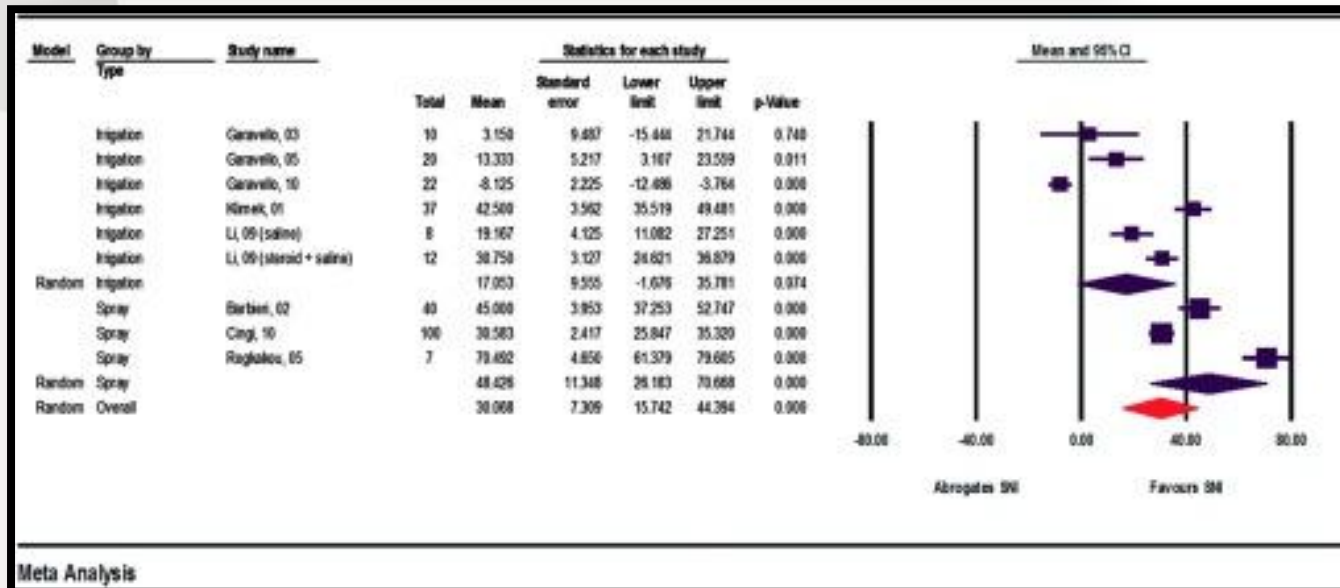 Model Group by Study name Statistics for each study Mean and 95% CI
Type
Total Mean Standard error Lower limit Upper limit p-Value
Irrigation Garavello, 03 10 3.150 9.487 -15.444 21.744 0.740
Irrigation Garavello, 05 20 13.333 5.217 3.107 23.559 0.011
Irrigation Garavello, 10 22 -8.125 2.225 -12.486 -3.764 0.000
Irrigation Klimek, 01 37 42.500 3.562 35.519 49.481 0.000
Irrigation Li, 09 (saline) 8 19.167 4.125 11.082 27.251 0.000
Irrigation Li, 09 (steroid + saline) 12 30.750 3.127 24.621 36.879 0.000
Random Irrigation 17.053 9.555 -1.676 35.781 0.074
Spray Barbieri, 02 40 45.000 3.953 37.253 52.747 0.000
Spray Cingi, 10 100 30.583 2.417 25.847 35.320 0.000
Spray 05 7 70.492 4.650 61.379 79.605 0.000
Random Spray 48.426 11.348 26.183 70.668 0.000
Random Overall 30.068 7.309 15.742 44.394 0.000
-80.00 -40.00 0.00 40.00 80.00
Abrogates SNI Favours SNI
Meta Analysis